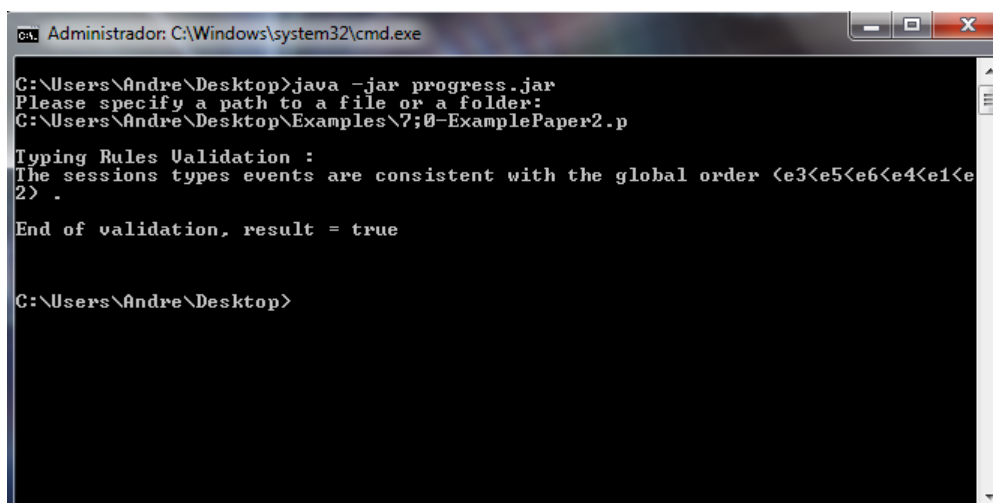 Administrador: C:\Windows\system32\cmd.exe
C:\Users\Andre\Desktop>java -jar progress.jar
Please specify a path to a file or a folder:
C:\Users\Andre\Desktop\Examples\7;0-ExamplePaper2.p
Typing Rules Validation :
The sessions types events are consistent with the global order (e3<e5<e6<e4<e1<e
2) .
End of validation, result = true
C:\Users\Andre\Desktop>